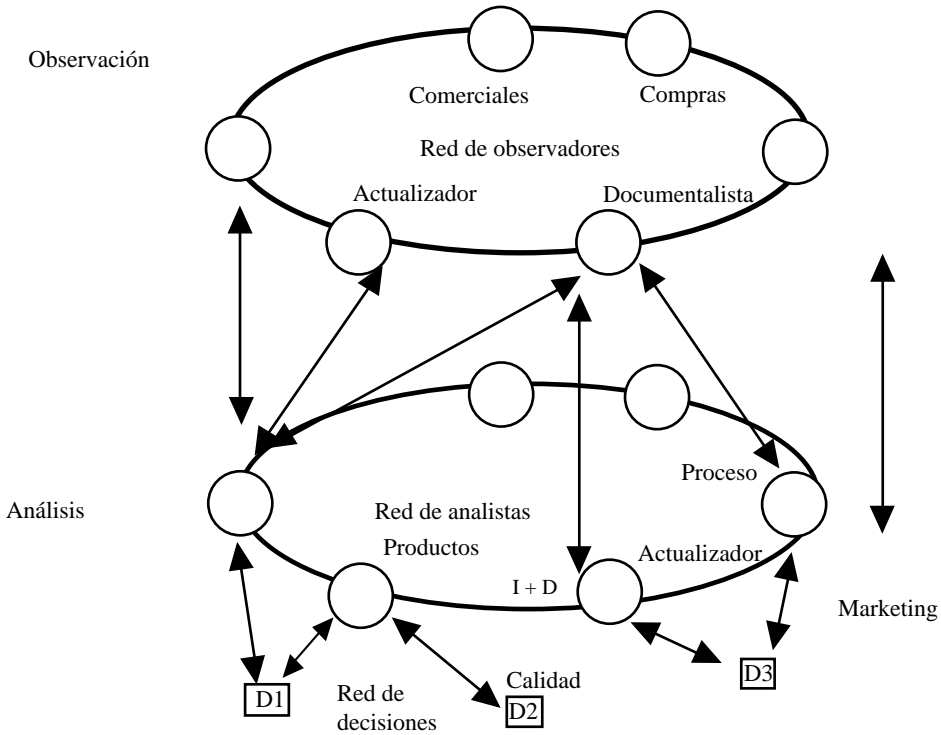 Observación
Comerciales
Compras
Red de observadores
Actualizador
Documentalista
Proceso
Análisis
Red de analistas
Productos
Actualizador
I + D
Marketing
D1
Red de
decisiones
Calidad
D2
D3